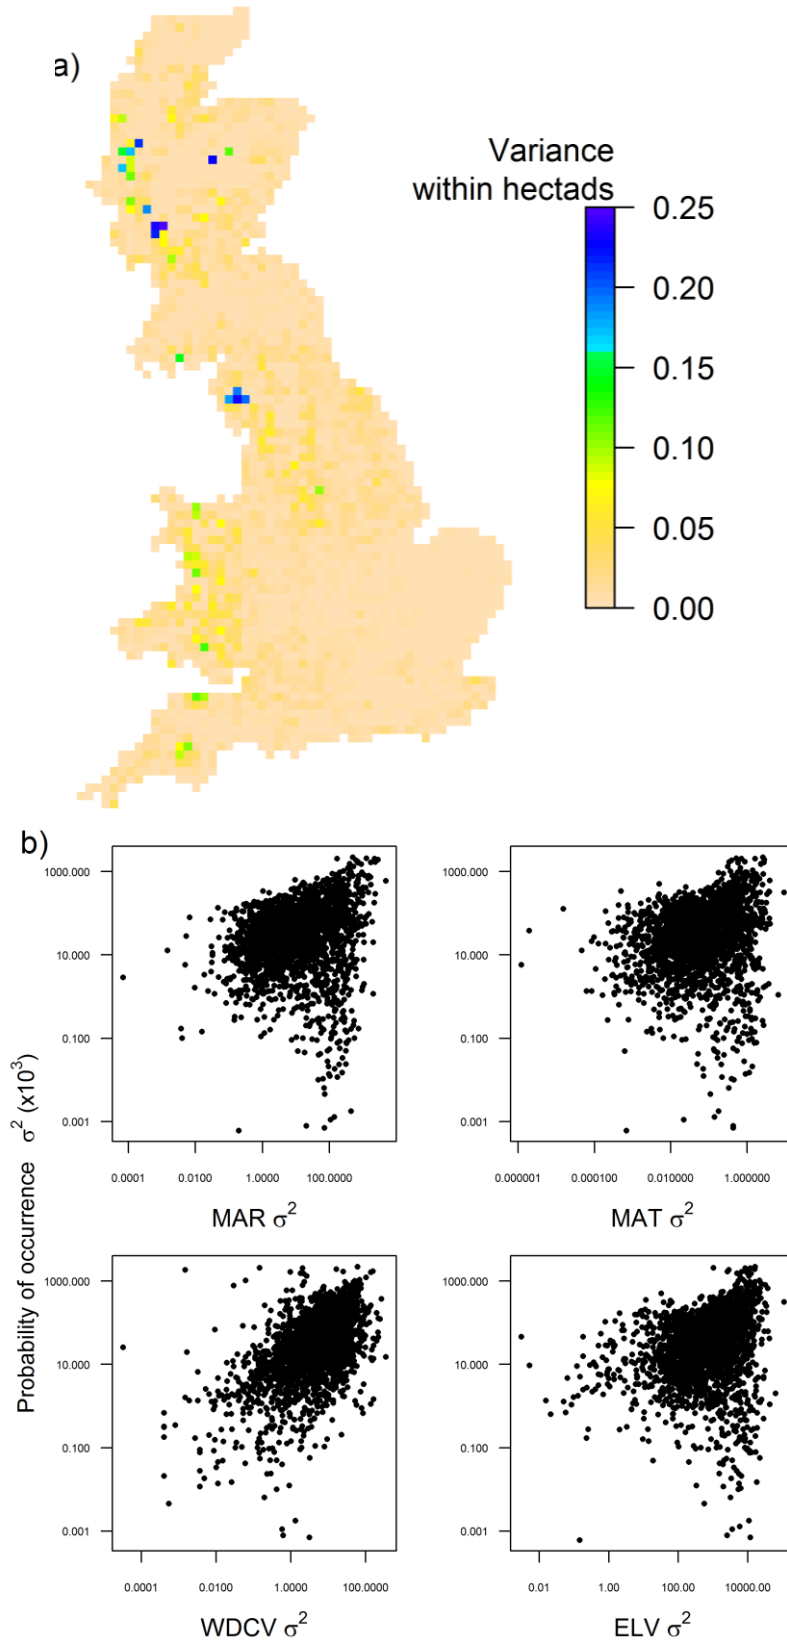 a)
Variance
within hectads
0.25
0.20
0.15
0.10
0.05
0.00
b)
Probability of occurrence σ² (x10³)
1000.000
10.000
0.100
0.001
0.0001 0.0100 1.0000 100.0000
MAR σ²
1000.000
10.000
0.100
0.001
0.000001 0.000100 0.010000 1.000000
MAT σ²
1000.000
10.000
0.100
0.001
0.0001 0.0100 1.0000 100.0000
WDCV σ²
1000.000
10.000
0.100
0.001
0.01 1.00 100.00 10000.00
ELV σ²